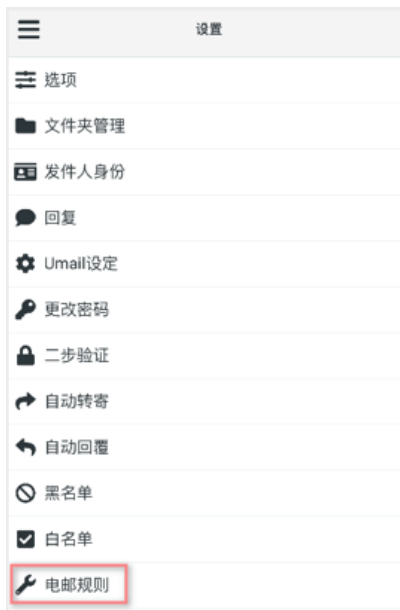 设置
选项
文件夹管理
发件人身份
回复
Umail设定
更改密码
二步验证
自动转寄
自动回覆
黑名单
白名单
电邮规则